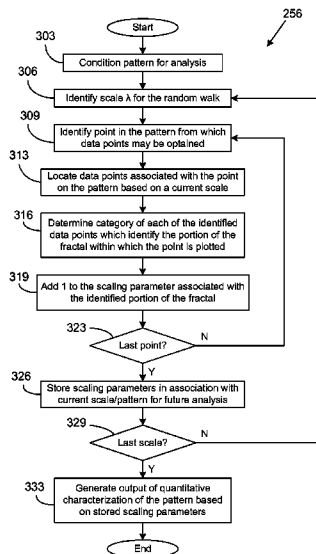 Start
256
303
Condition pattern for analysis
306
Identify scale λ for the random walk
309
Identify point in the pattern from which
data points may be optained
313
Locate data points associated with the point
on the pattern based on a current scale
316
Determine category of each of the identified
data points which identify the portion of the
fractal within which the point is plotted
319
Add 1 to the scaling parameter associated with
the identified portion of the fractal
323
Last point?
N
Y
326
Store scaling parameters in association with
current scale/pattern for future analysis
329
Last scale?
N
Y
333
Generate output of quantitative
characterization of the pattern based on
stored scaling parameters
End